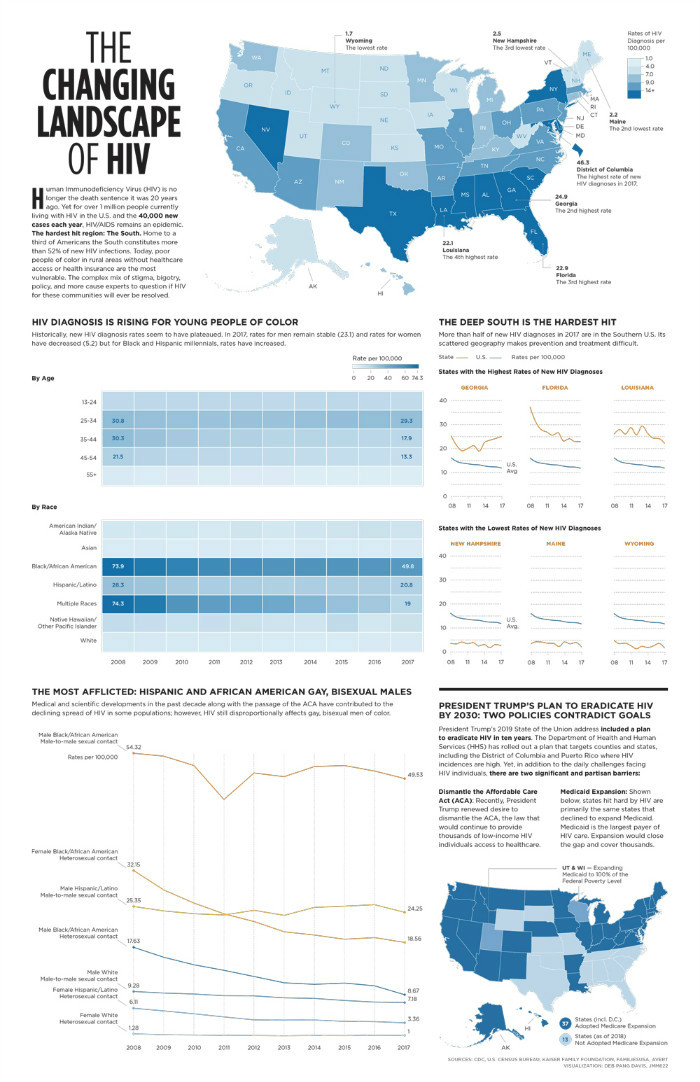 THE
CHANGING
LANDSCAPE
OF HIV
Human Immunodeficiency Virus (HIV) is no
longer the death sentence it was 20 years
ago. Yet for over 1 million people currently
living with HIV in the U.S. and the 40,000 new
cases each year, HIV/AIDS remains an epidemic.
The hardest hit region: The South. Home to a
third of Americans the South constitutes more
than 52% of new HIV infections. Today, poor
people of color in rural areas without healthcare
access or health insurance are the most
vulnerable. The complex mix of stigma, bigotry,
policy, and more cause experts to question if HIV
for these communities will ever be resolved.
1.7
Wyoming
The lowest rate
2.5
New Hampshire
The 3rd lowest rate
Rates of HIV
Diagnosis per
100,000
1.0
4.0
7.0
9.0
14+
WA
OR
CA
NV
ID
MT
WY
UT
AZ
CO
NM
ND
SD
NE
KS
OK
TX
MN
IA
MO
AR
LA
WI
IL
MI
IN
OH
KY
TN
MS
AL
GA
FL
SC
NC
VA
WV
PA
NY
VT
NH
ME
MA
RI
CT
NJ
DE
MD
AK
HI
2.2
Maine
The 2nd lowest rate
46.3
District of Columbia
The highest rate of new
HIV diagnoses in 2017.
24.9
Georgia
The 2nd highest rate
22.1
Louisiana
The 4th highest rate
22.9
Florida
The 3rd highest rate
HIV DIAGNOSIS IS RISING FOR YOUNG PEOPLE OF COLOR
Historically, new HIV diagnosis rates seem to have plateaued. In 2017, rates for men remain stable (23.1) and rates for women
have decreased (5.2) but for Black and Hispanic millennials, rates have increased.
Rate per 100,000
0 20 40 60 74.3
By Age
13-24
25-34 30.8 29.3
35-44 30.3 17.9
45-54 21.5 13.3
55+
By Race
American Indian/
Alaska Native
Asian
Black/African American 73.9 49.8
Hispanic/Latino 28.3 20.8
Multiple Races 74.3 19
Native Hawaiian/
Other Pacific Islander
White
2008 2009 2010 2011 2012 2013 2014 2015 2016 2017
THE DEEP SOUTH IS THE HARDEST HIT
More than half of new HIV diagnoses in 2017 are in the Southern U.S. Its
scattered geography makes prevention and treatment difficult.
State U.S. Rates per 100,000
States with the Highest Rates of New HIV Diagnoses
GEORGIA FLORIDA LOUISIANA
40
30
20
10
0
U.S.
Avg
08 11 14 17 08 11 14 17 08 11 14 17
States with the Lowest Rates of New HIV Diagnoses
NEW HAMPSHIRE MAINE WYOMING
40
30
20
10
0
U.S.
Avg.
08 11 14 17 08 11 14 17 08 11 14 17
THE MOST AFFLICTED: HISPANIC AND AFRICAN AMERICAN GAY, BISEXUAL MALES
Medical and scientific developments in the past decade along with the passage of the ACA have contributed to the
declining spread of HIV in some populations; however, HIV still disproportionally affects gay, bisexual men of color.
Male Black/African American
Male-to-male sexual contact
54.32
49.53
Rates per 100,000
Female Black/African American
Heterosexual contact
32.15
Male Hispanic/Latino
Male-to-male sexual contact
25.35
24.25
18.56
Male Black/African American
Heterosexual contact
17.63
Male White
Male-to-male sexual contact
9.28
8.67
7.18
Female Hispanic/Latino
Heterosexual contact
3.36
Female White
Heterosexual contact
1.28
1
2008 2009 2010 2011 2012 2013 2014 2015 2016 2017
PRESIDENT TRUMP'S PLAN TO ERADICATE HIV
BY 2030: TWO POLICIES CONTRADICT GOALS
President Trump's 2019 State of the Union address included a plan
to eradicate HIV in ten years. The Department of Health and Human
Services (HHS) has rolled out a plan that targets counties and states,
including the District of Columbia and Puerto Rico where HIV
incidences are high. Yet, in addition to the daily challenges facing
HIV individuals, there are two significant and partisan barriers:
Dismantle the Affordable Care
Act (ACA): Recently, President
Trump renewed desire to
dismantle the ACA, the law that
would continue to provide
thousands of low-income HIV
individuals access to healthcare.
Medicaid Expansion: Shown
below, states hit hard by HIV are
primarily the same states that
declined to expand Medicaid.
Medicaid is the largest payer of
HIV care. Expansion would close
the gap and cover thousands.
UT & WI — Expanding
Medicaid to 100% of the
Federal Poverty Level
HI
AK
37 States (incl. D.C.)
Adopted Medicare Expansion
13 States (as of 2018)
Not Adopted Medicare Expansion
SOURCES: CDC, U.S. CENSUS BUREAU, KAISER FAMILY FOUNDATION, FAMILIESUSA, AVERT
VISUALIZATION: DEB PANG DAVIS, JNM622